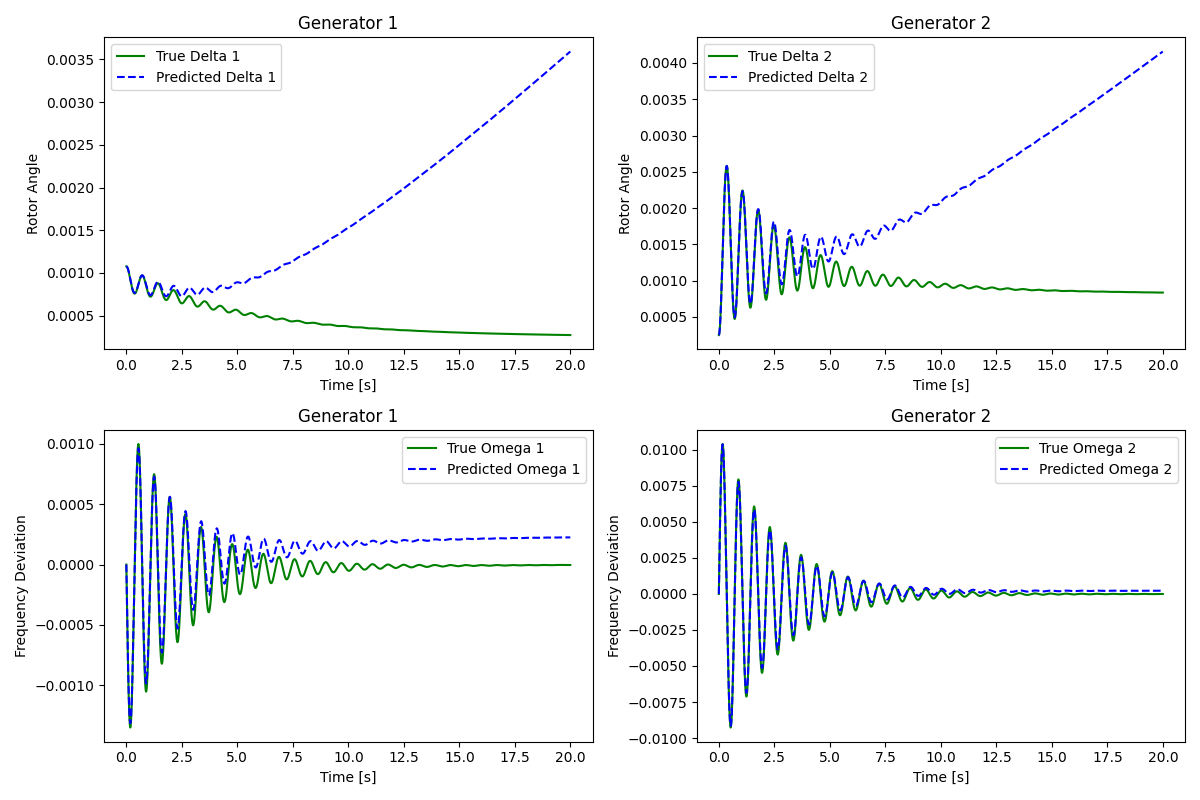 Generator 1
True Delta 1
Predicted Delta 1
Rotor Angle
0.0035
0.0030
0.0025
0.0020
0.0015
0.0010
0.0005
0.0 2.5 5.0 7.5 10.0 12.5 15.0 17.5 20.0
Time [s]
Generator 2
True Delta 2
Predicted Delta 2
Rotor Angle
0.0040
0.0035
0.0030
0.0025
0.0020
0.0015
0.0010
0.0005
0.0 2.5 5.0 7.5 10.0 12.5 15.0 17.5 20.0
Time [s]
Generator 1
True Omega 1
Predicted Omega 1
Frequency Deviation
0.0010
0.0005
0.0000
−0.0005
−0.0010
0.0 2.5 5.0 7.5 10.0 12.5 15.0 17.5 20.0
Time [s]
Generator 2
True Omega 2
Predicted Omega 2
Frequency Deviation
0.0100
0.0075
0.0050
0.0025
0.0000
−0.0025
−0.0050
−0.0075
−0.0100
0.0 2.5 5.0 7.5 10.0 12.5 15.0 17.5 20.0
Time [s]